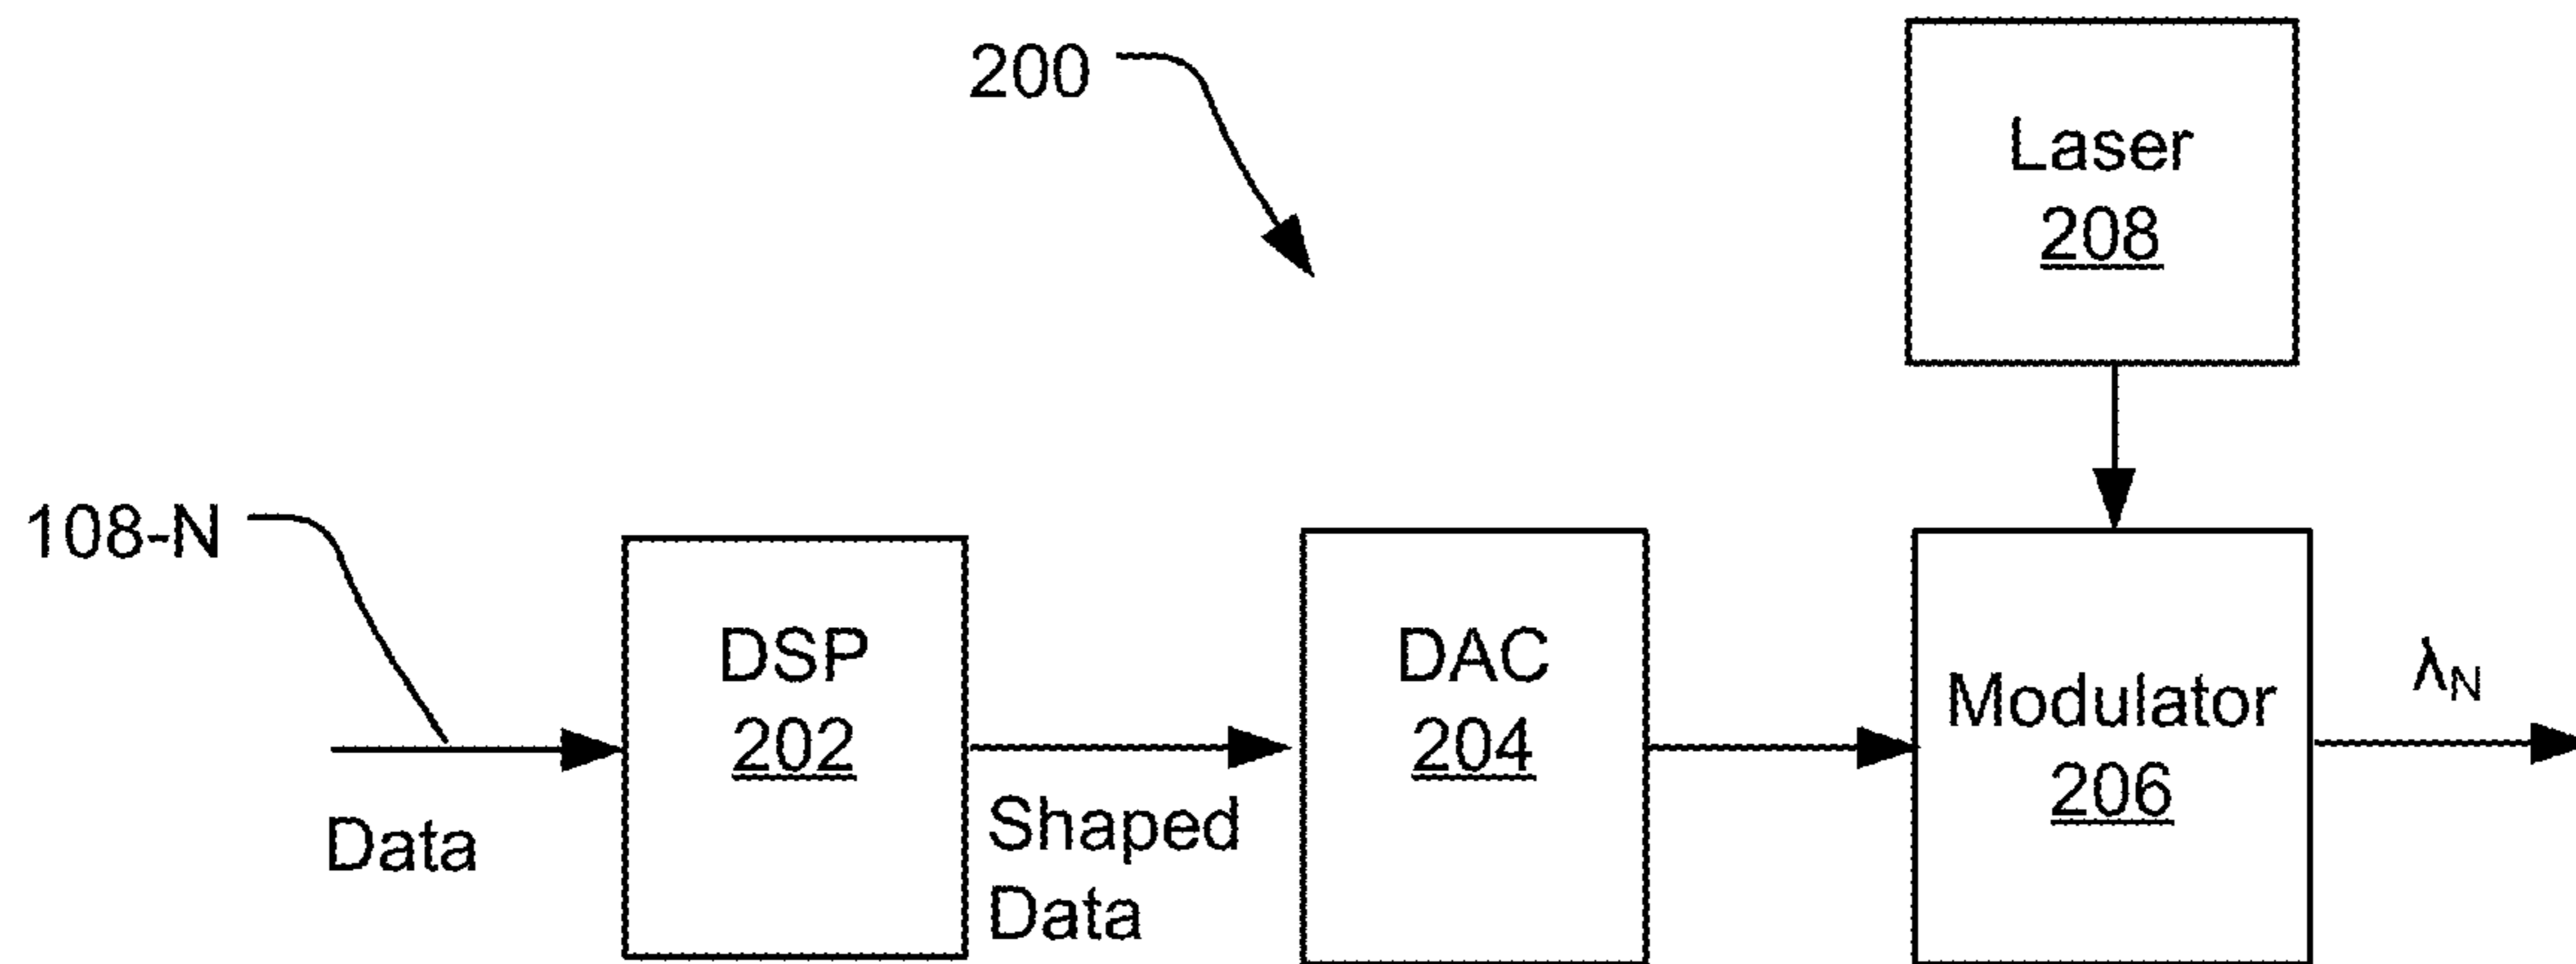 200
Laser
208
108-N
DSP
202
DAC
204
Modulator
206
λN
Data
Shaped
Data